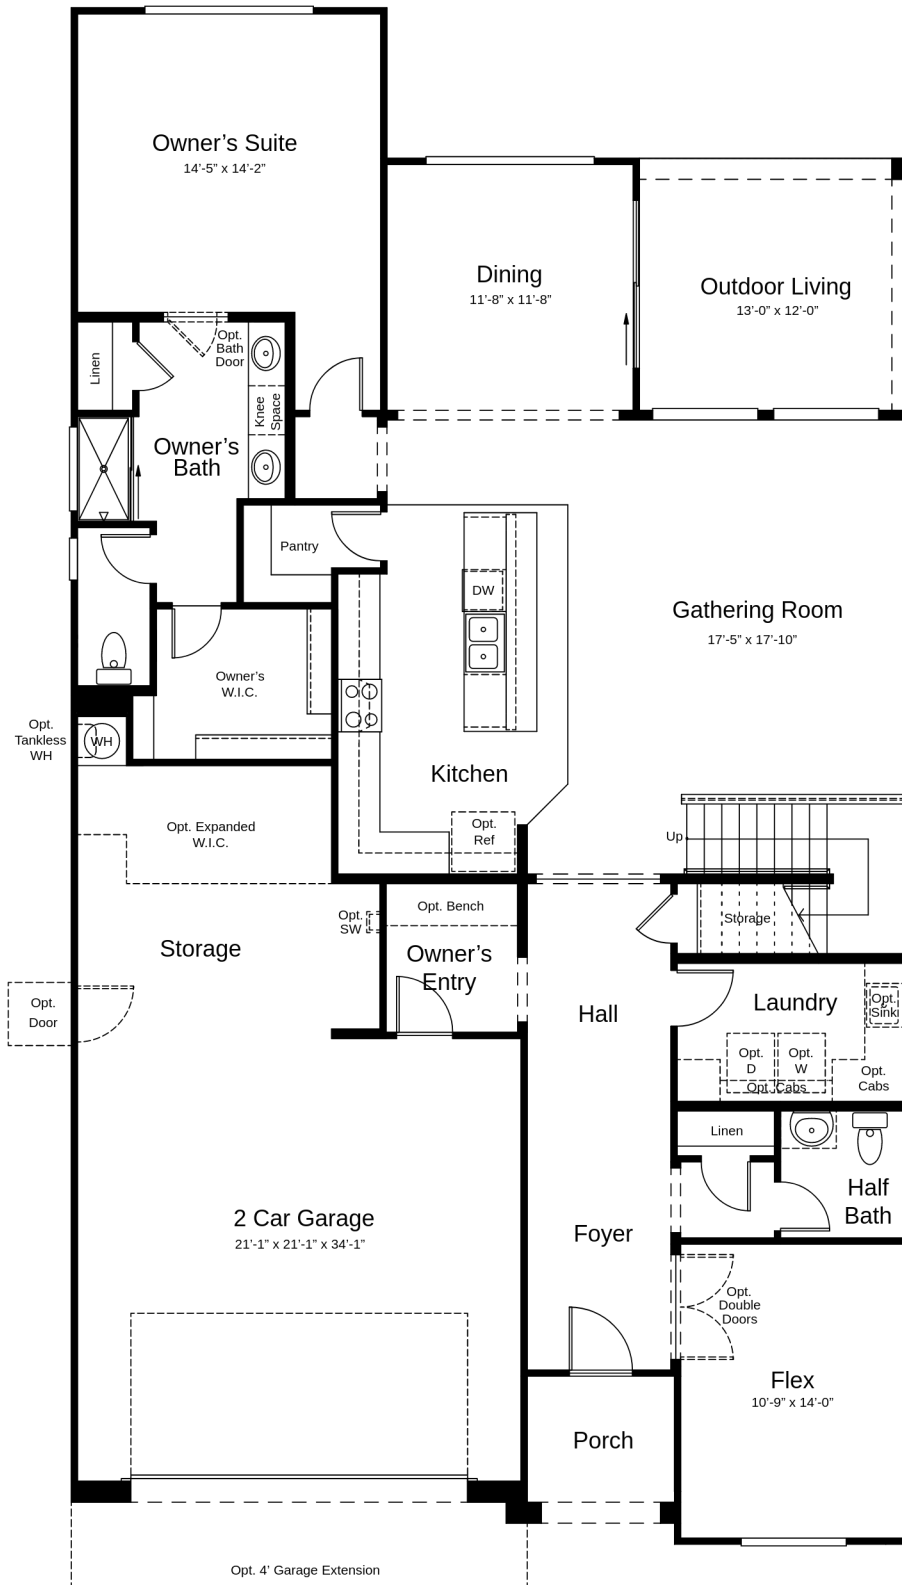 Owner’s Suite
14’-5” x 14’-2”
Dining
11’-8” x 11’-8”
Outdoor Living
13’-0” x 12’-0”
Opt.
Bath
Door
Linen
Knee
Space
Owner’s
Bath
Pantry
DW
Gathering Room
17’-5” x 17’-10”
Owner’s
W.I.C.
Opt.
Tankless
WH
WH
Kitchen
Opt.
Ref
Opt. Expanded
W.I.C.
Up
Storage
Opt.
SW
Opt. Bench
Storage
Owner’s
Entry
Opt.
Door
Hall
Laundry
Opt.
Sink
Opt.
D
Opt.
W
Opt. Cabs
Opt.
Cabs
Linen
Half
Bath
2 Car Garage
21’-1” x 21’-1” x 34’-1”
Foyer
Opt.
Double
Doors
Flex
10’-9” x 14’-0”
Porch
Opt. 4’ Garage Extension